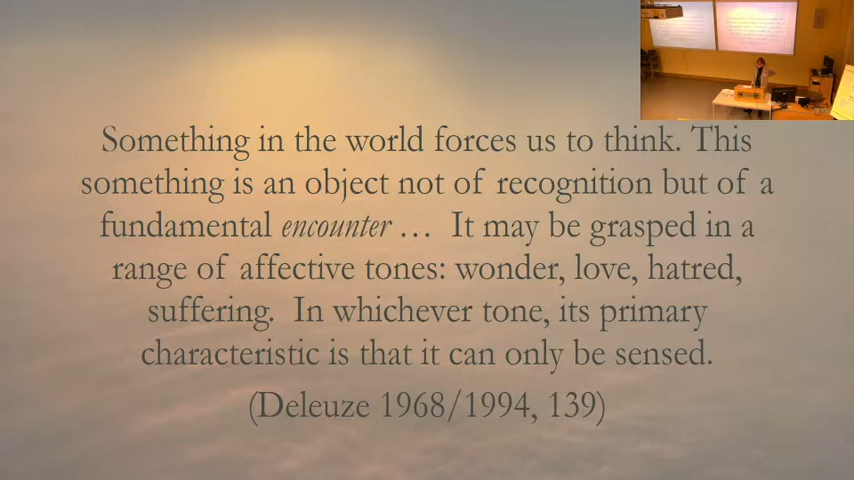 Something in the world forces us to think. This
something is an object not of recognition but of a
fundamental encounter … It may be grasped in a
range of affective tones: wonder, love, hatred,
suffering. In whichever tone, its primary
characteristic is that it can only be sensed.
(Deleuze 1968/1994, 139)